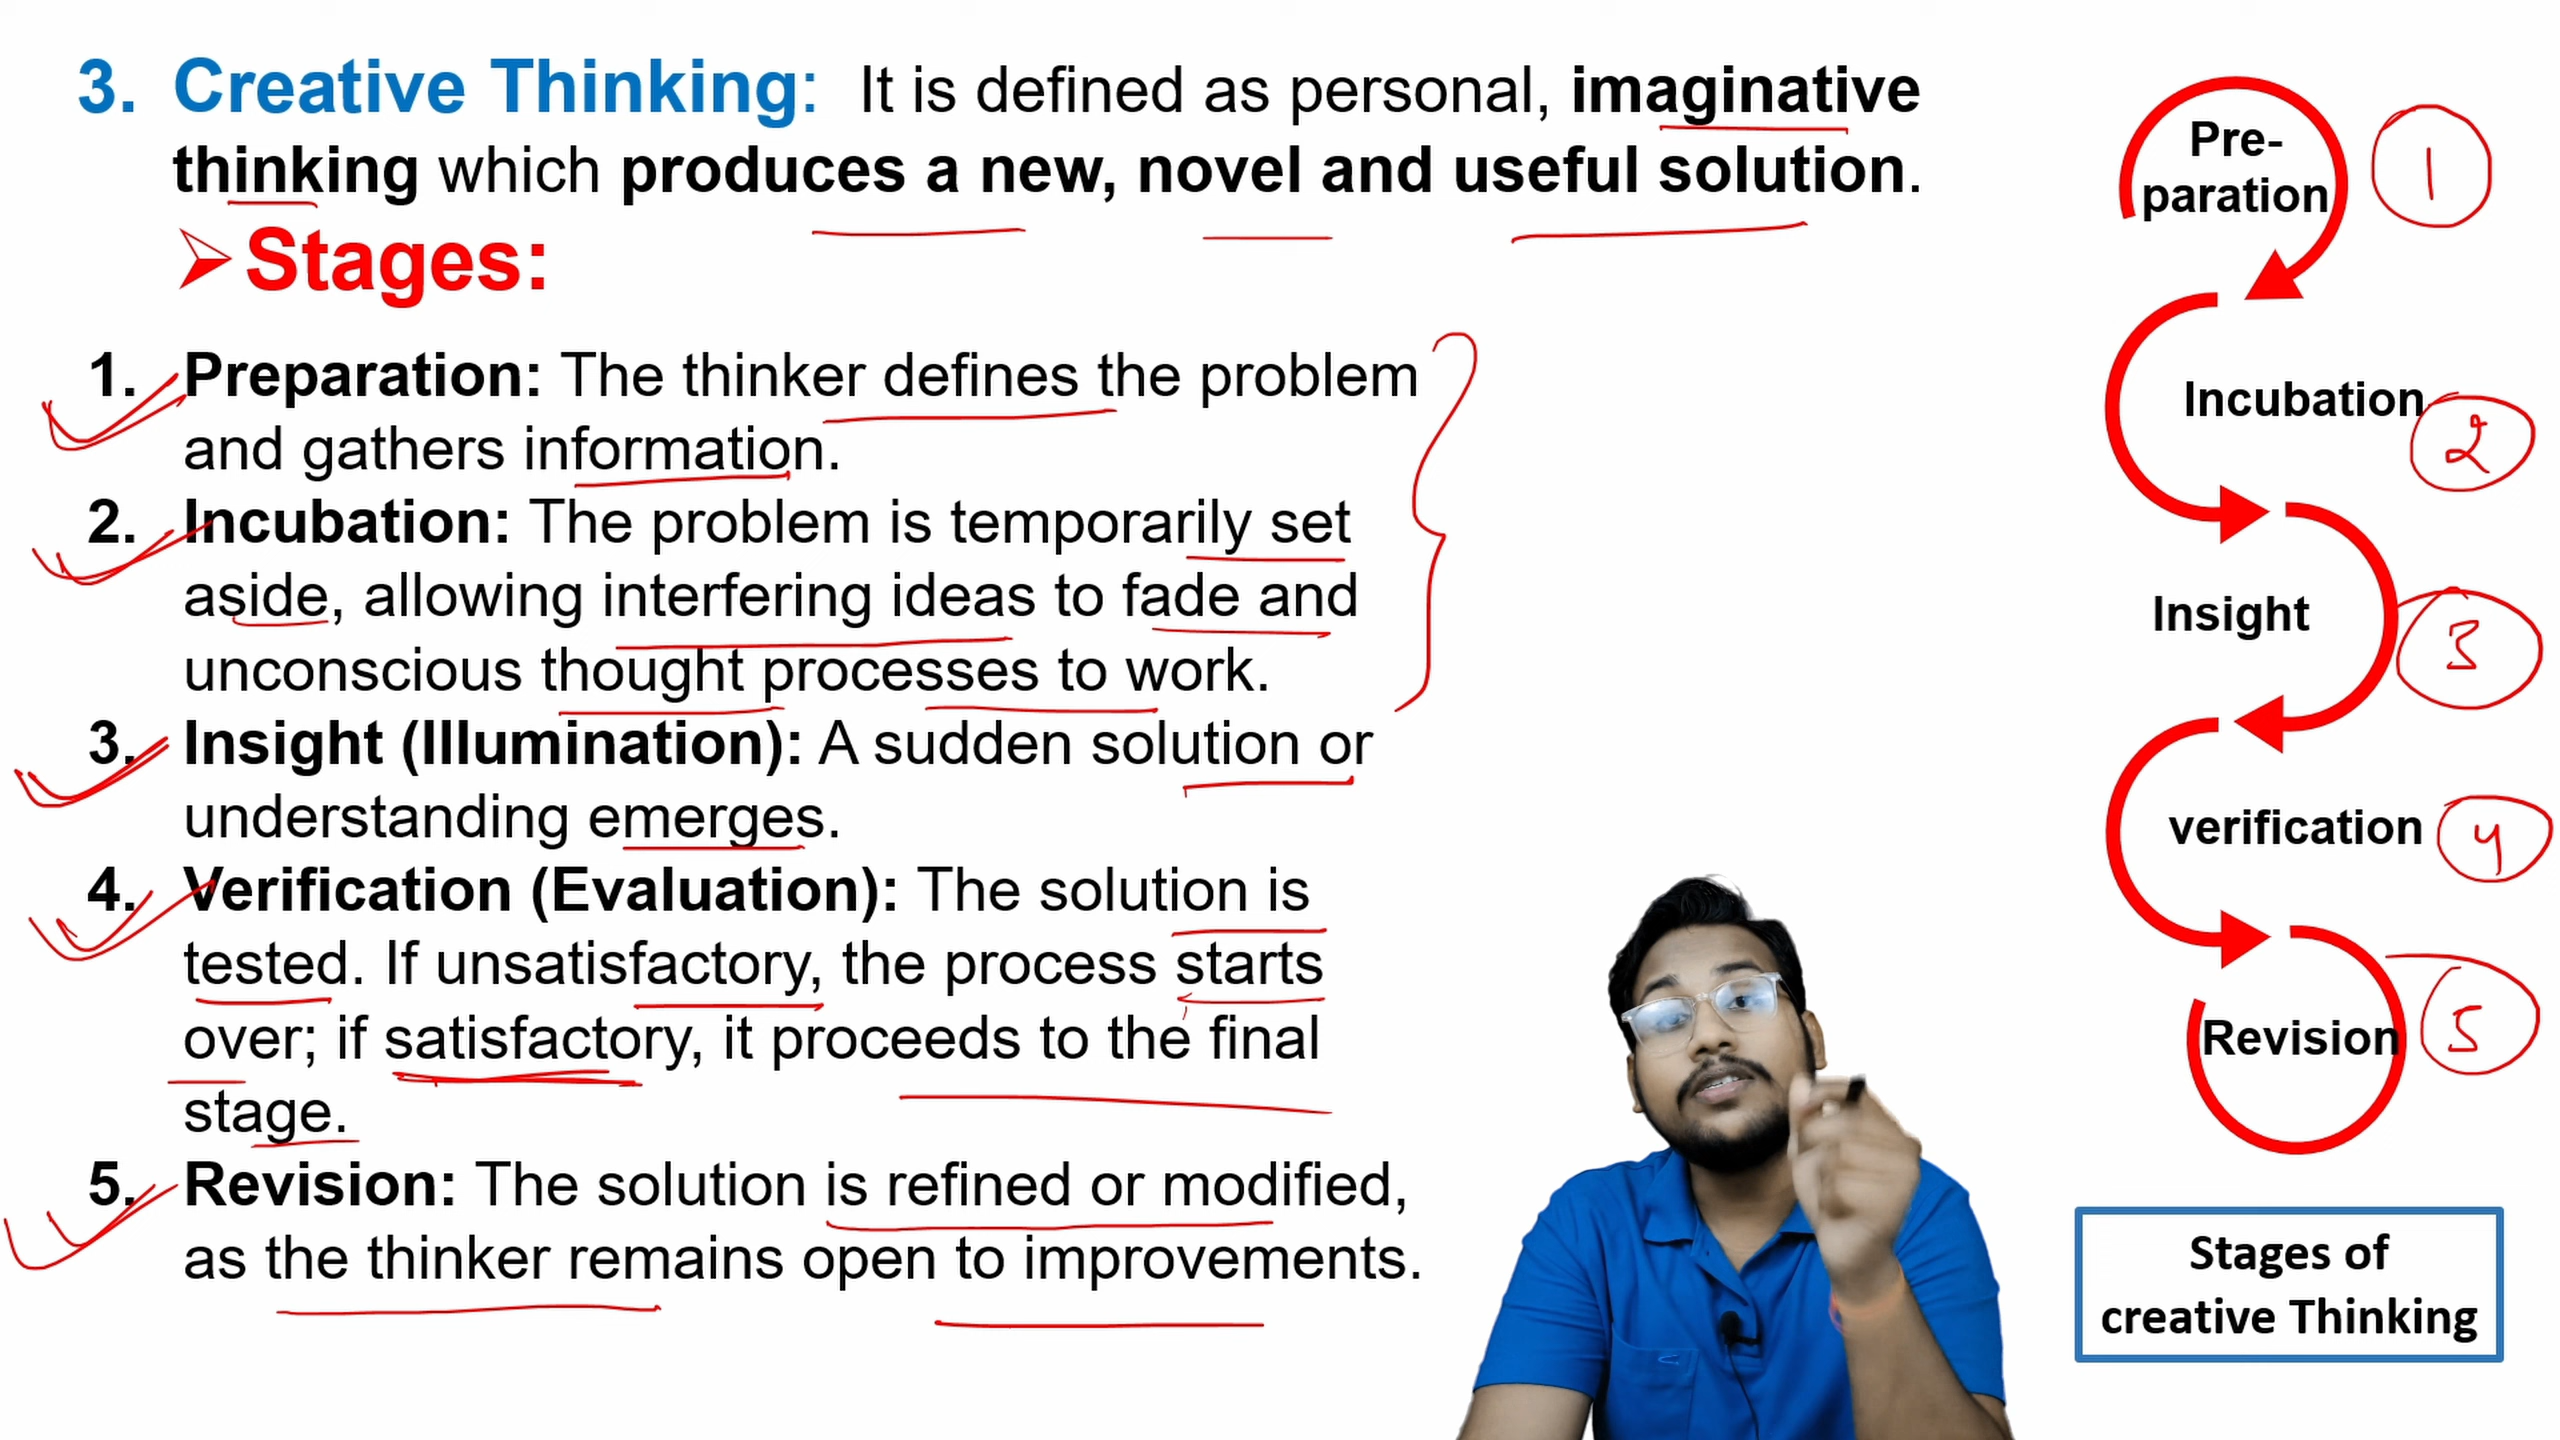 3. Creative Thinking: It is defined as personal, imaginative
thinking which produces a new, novel and useful solution.
Stages:
1. Preparation: The thinker defines the problem
and gathers information.
2. Incubation: The problem is temporarily set
aside, allowing interfering ideas to fade and
unconscious thought processes to work.
3. Insight (Illumination): A sudden solution or
understanding emerges.
4. Verification (Evaluation): The solution is
tested. If unsatisfactory, the process starts
over; if satisfactory, it proceeds to the final
stage.
5. Revision: The solution is refined or modified,
as the thinker remains open to improvements.
Pre-
paration
1
Incubation
2
Insight
3
verification
4
Revision
5
Stages of
creative Thinking